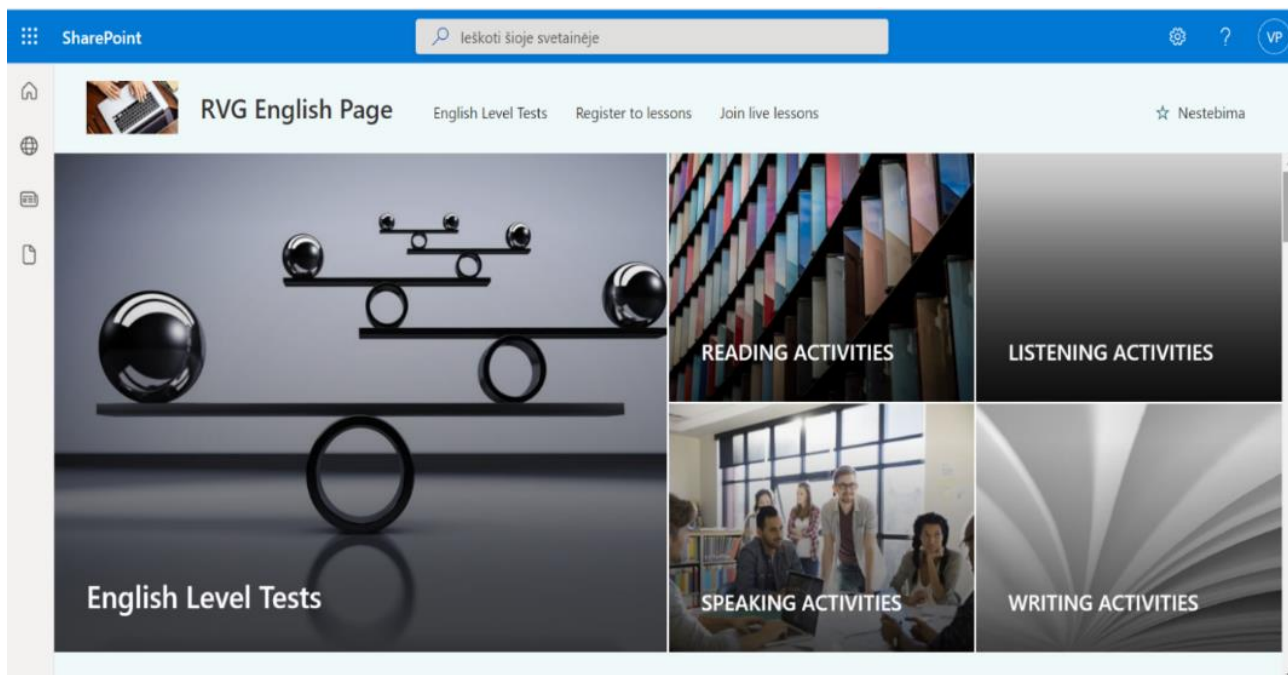 SharePoint
Ieškoti šioje svetainėje
VP
RVG English Page
English Level Tests
Register to lessons
Join live lessons
Nestebima
READING ACTIVITIES
LISTENING ACTIVITIES
English Level Tests
SPEAKING ACTIVITIES
WRITING ACTIVITIES